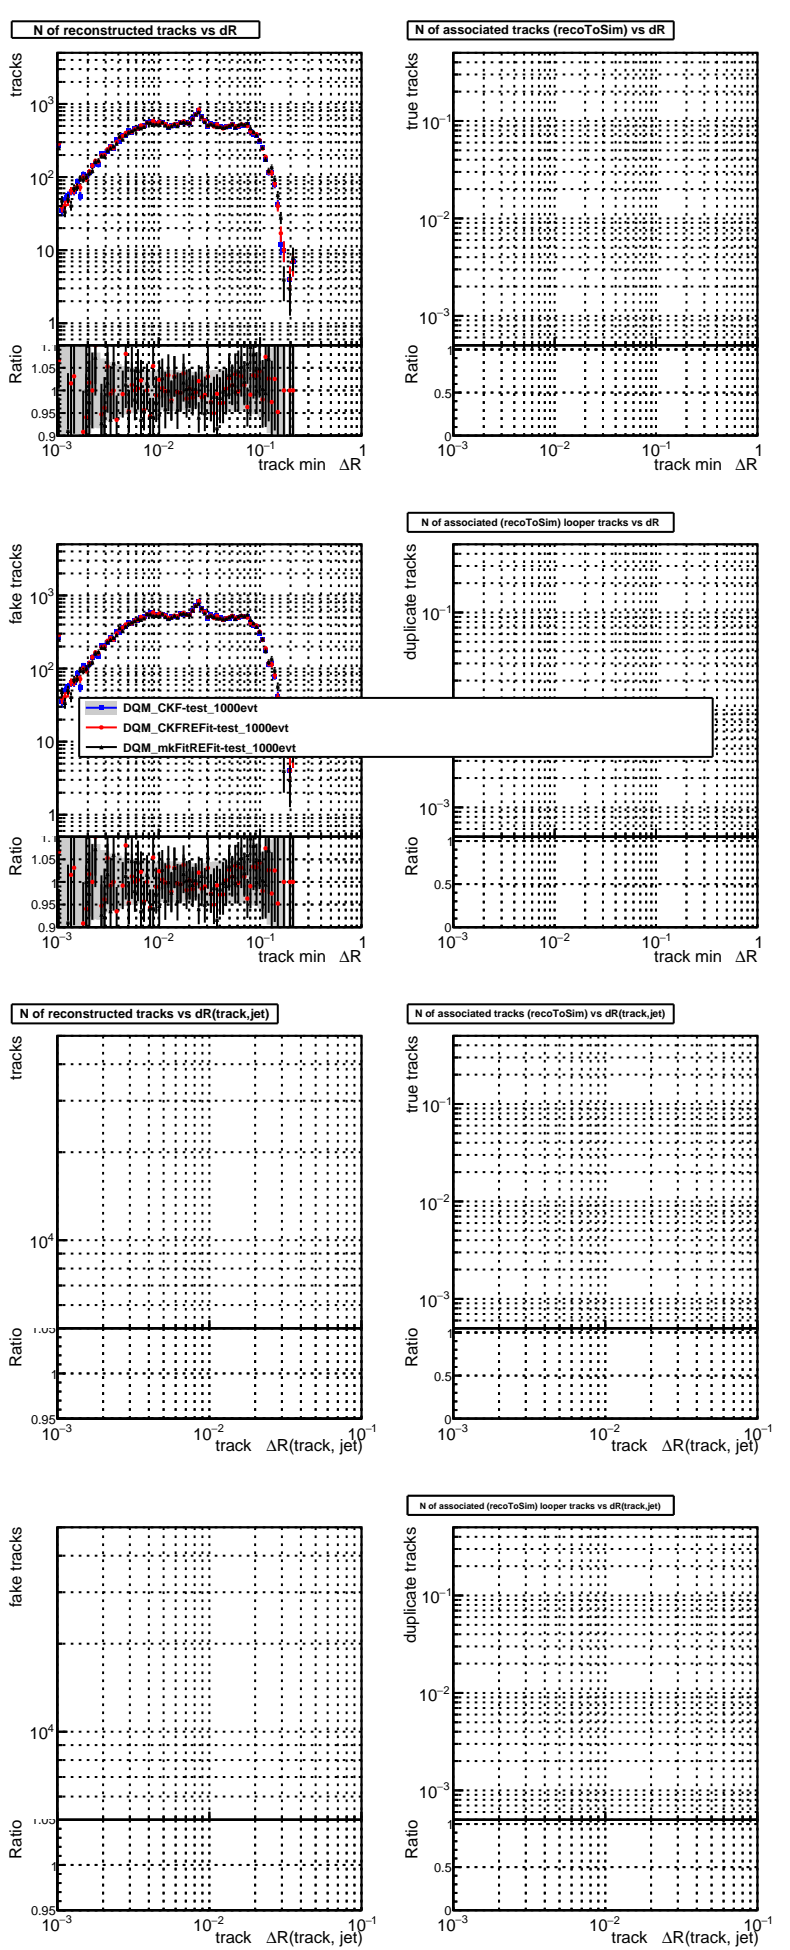 N of reconstructed tracks vs dR
tracks
10³
10²
10
1
Ratio
1.1
1.05
1
0.95
0.9
10⁻³ 10⁻² 10⁻¹ 1
track min ΔR
N of associated tracks (recoToSim) vs dR
true tracks
10⁻¹
10⁻²
10⁻³
Ratio
1
0.5
0
10⁻³ 10⁻² 10⁻¹ 1
track min ΔR
fake tracks
10³
10²
10
1
Ratio
1.1
1.05
1
0.95
0.9
10⁻³ 10⁻² 10⁻¹ 1
track min ΔR
N of associated (recoToSim) looper tracks vs dR
duplicate tracks
10⁻¹
10⁻³
Ratio
1
0.5
0
10⁻³ 10⁻² 10⁻¹ 1
track min ΔR
DQM_CKF-test_1000evt
DQM_CKFREFit-test_1000evt
DQM_mkFitREFit-test_1000evt
N of reconstructed tracks vs dR(track,jet)
tracks
10⁴
Ratio
1.05
1
0.95
10⁻³ 10⁻² 10⁻¹
track ΔR(track, jet)
N of associated tracks (recoToSim) vs dR(track,jet)
true tracks
10⁻¹
10⁻²
10⁻³
Ratio
1
0.5
0
10⁻³ 10⁻² 10⁻¹
track ΔR(track, jet)
fake tracks
10⁴
Ratio
1.05
1
0.95
10⁻³ 10⁻² 10⁻¹
track ΔR(track, jet)
N of associated (recoToSim) looper tracks vs dR(track,jet)
duplicate tracks
10⁻¹
10⁻²
10⁻³
Ratio
1
0.5
0
10⁻³ 10⁻² 10⁻¹
track ΔR(track, jet)